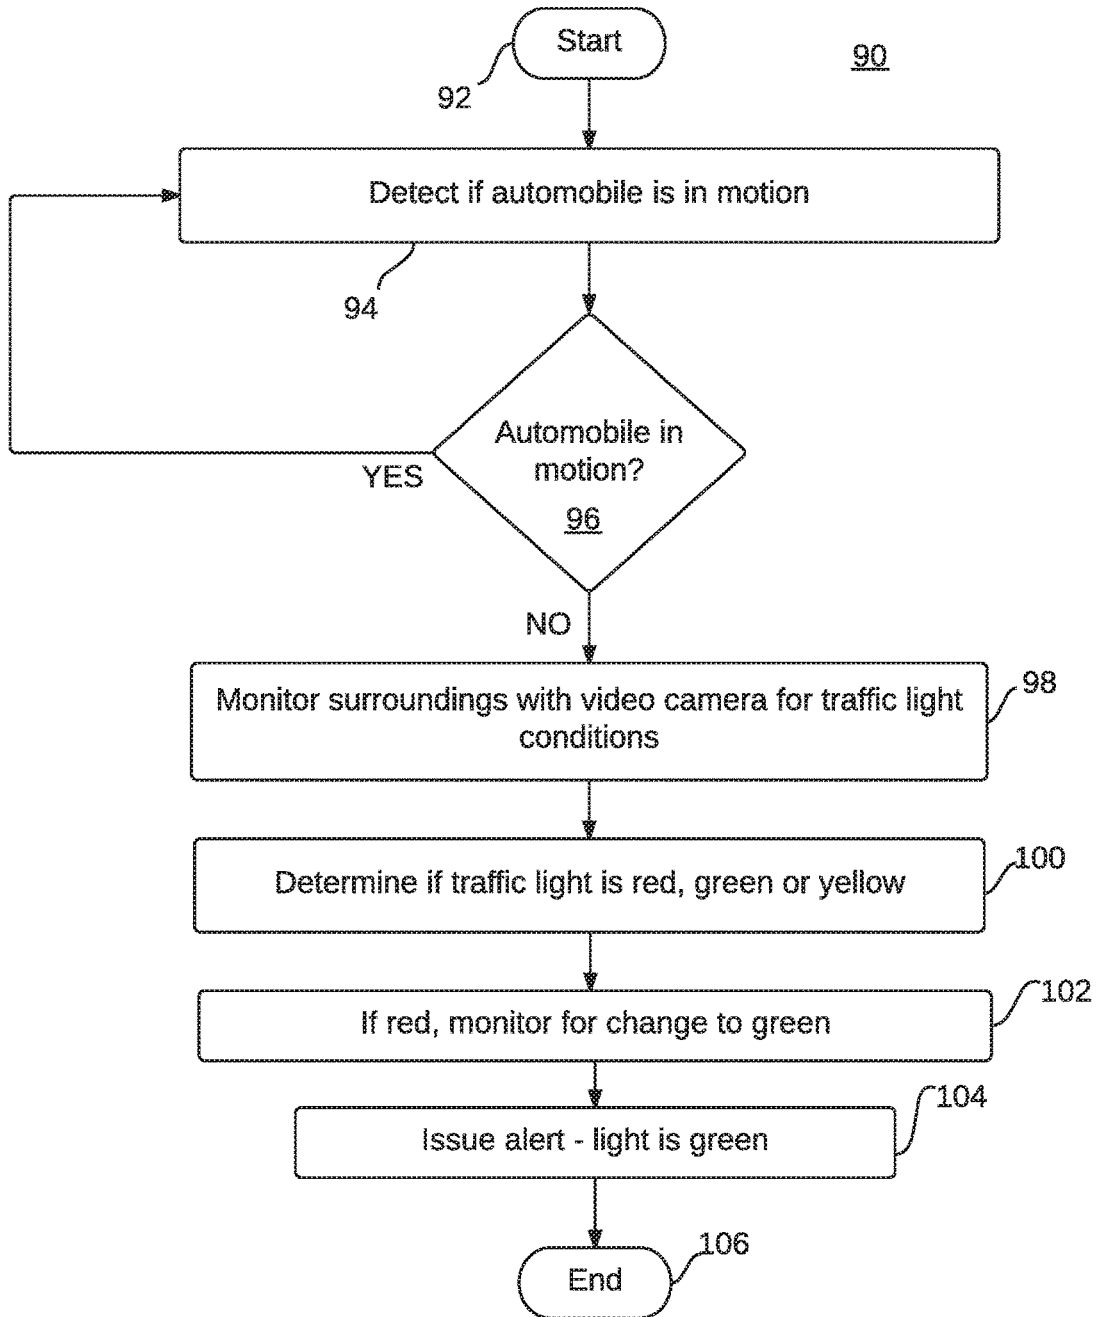 Start
90
92
Detect if automobile is in motion
94
Automobile in
motion?
96
YES
NO
Monitor surroundings with video camera for traffic light
conditions
98
Determine if traffic light is red, green or yellow
100
If red, monitor for change to green
102
Issue alert - light is green
104
End
106